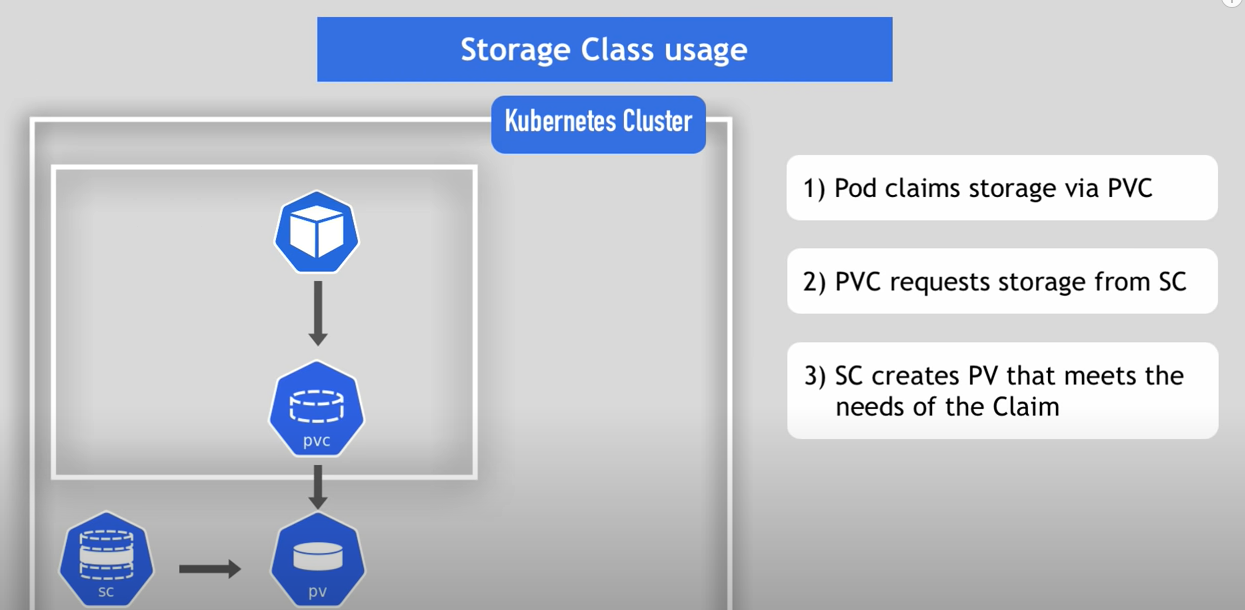 Storage Class usage
Kubernetes Cluster
1) Pod claims storage via PVC
2) PVC requests storage from SC
3) SC creates PV that meets the
needs of the Claim
pvc
sc
pv